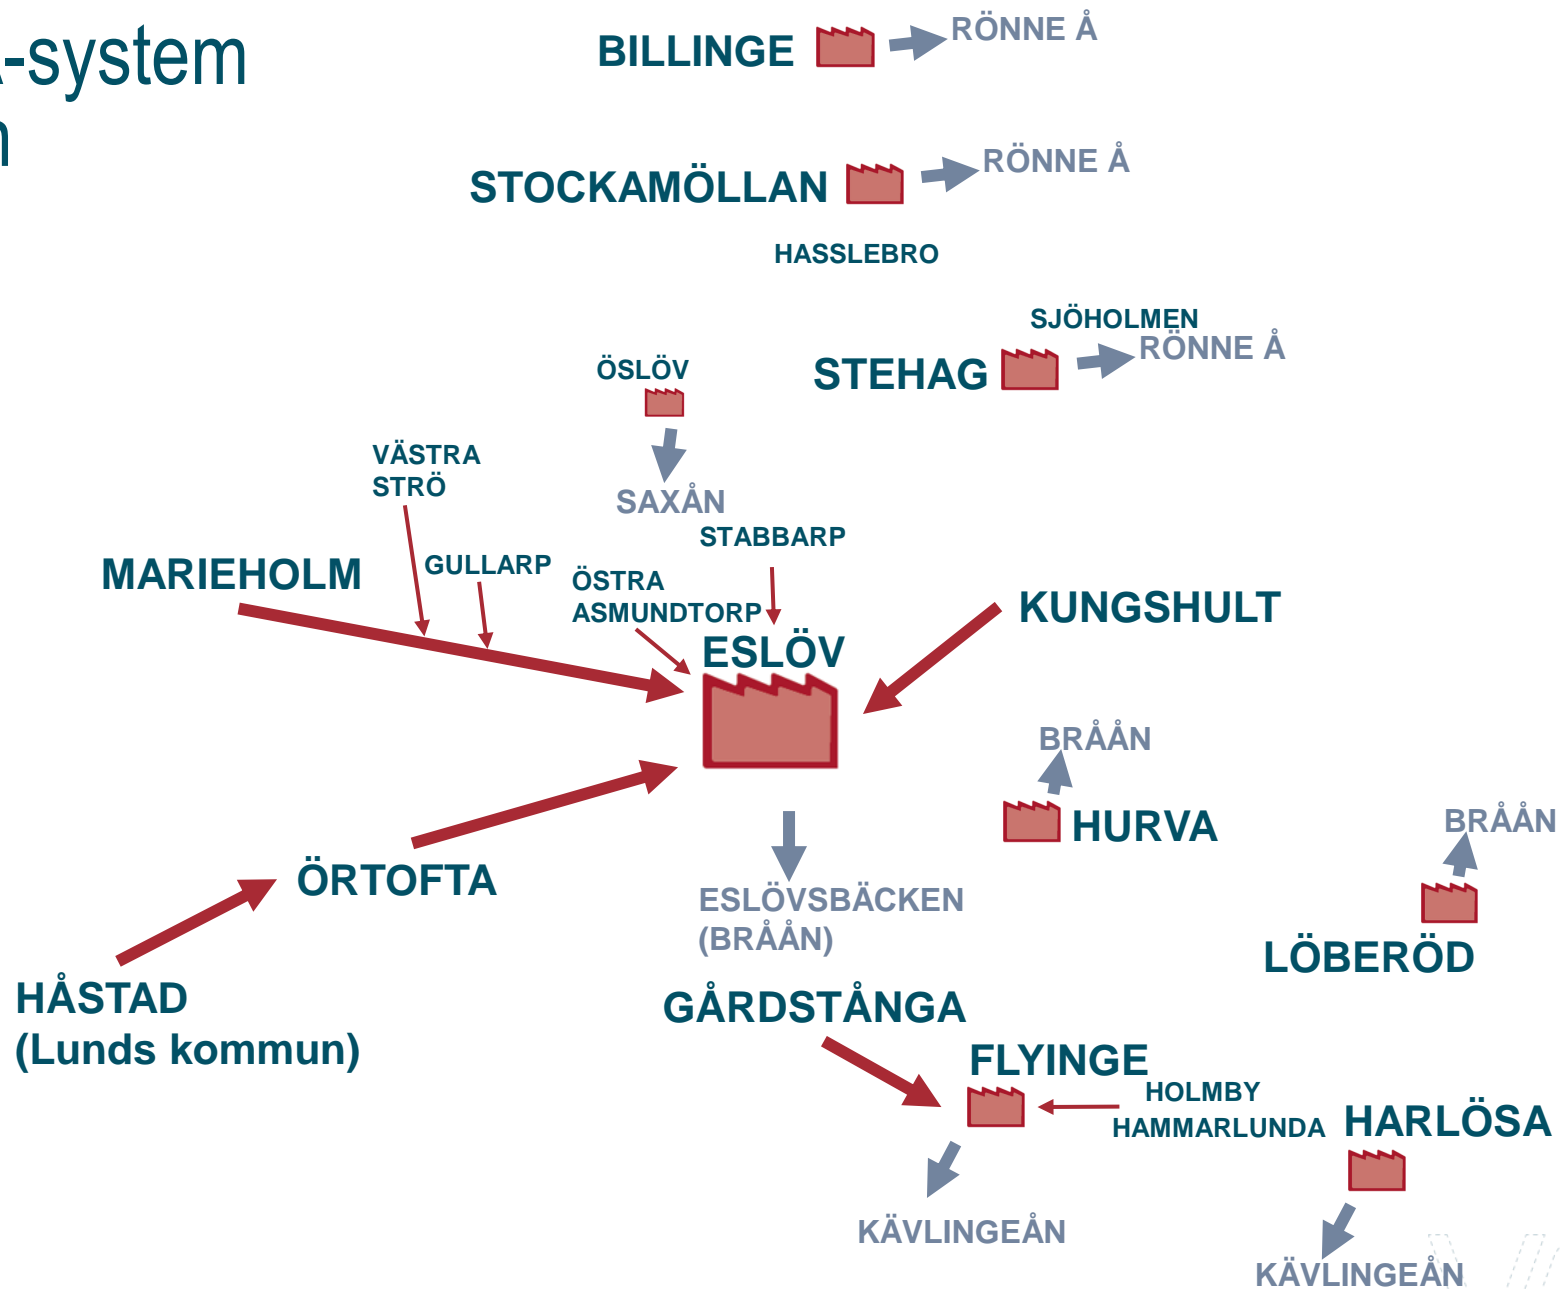 -system
BILLINGE
RÖNNE Å
STOCKAMÖLLAN
RÖNNE Å
HASSLEBRO
SJÖHOLMEN
RÖNNE Å
STEHAG
ÖSLÖV
SAXÅN
VÄSTRA
STRÖ
STABBARP
MARIEHOLM
GULLARP
ÖSTRA
ASMUNDTORP
KUNGSHULT
ESLÖV
BRÅÅN
HURVA
BRÅÅN
ÖRTOFTA
ESLÖVSBÄCKEN
(BRÅÅN)
LÖBERÖD
HÅSTAD
(Lunds kommun)
GÅRDSTÅNGA
FLYINGE
HOLMBY
HAMMARLUNDA
HARLÖSA
KÄVLINGEÅN
KÄVLINGEÅN